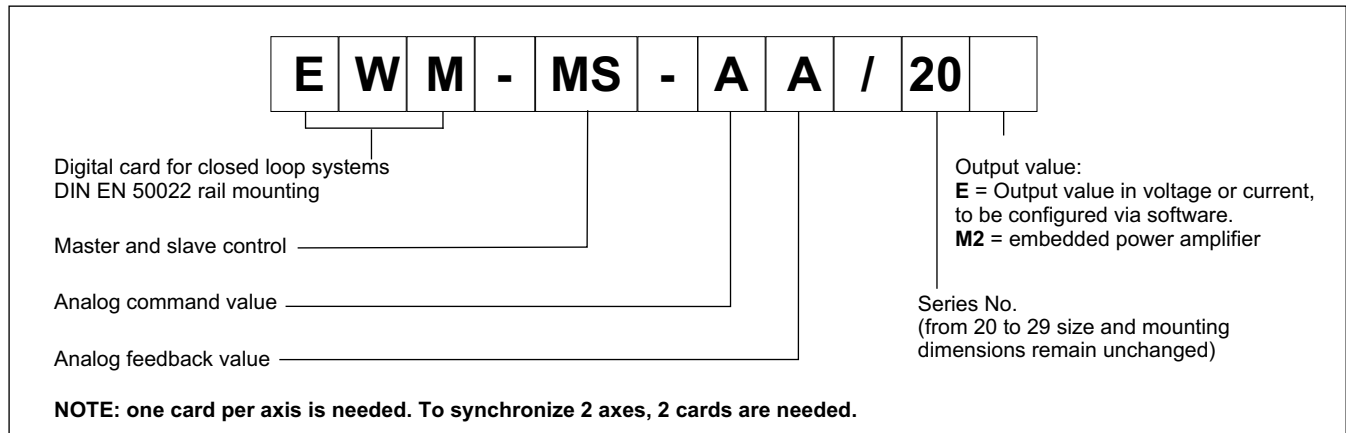 E W M - MS - A A / 20
Digital card for closed loop systems
DIN EN 50022 rail mounting
Master and slave control
Analog command value
Analog feedback value
Output value:
E = Output value in voltage or current,
to be configured via software.
M2 = embedded power amplifier
Series No.
(from 20 to 29 size and mounting
dimensions remain unchanged)
NOTE: one card per axis is needed. To synchronize 2 axes, 2 cards are needed.